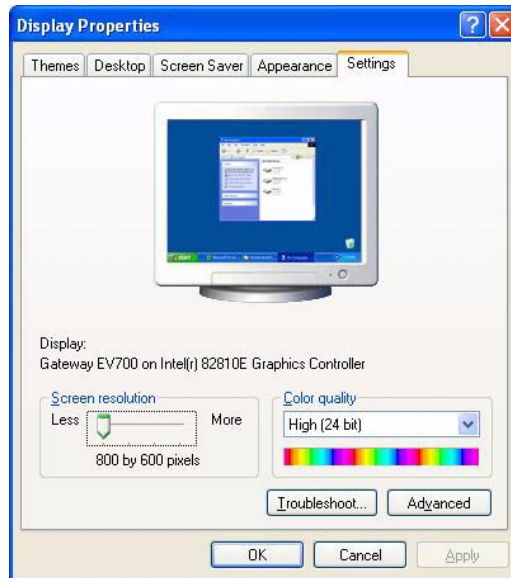 Display Properties
Themes Desktop Screen Saver Appearance Settings
Display:
Gateway EV700 on Intel(r) 82810E Graphics Controller
Screen resolution
Less More
800 by 600 pixels
Color quality
High (24 bit)
Troubleshoot... Advanced
OK Cancel Apply